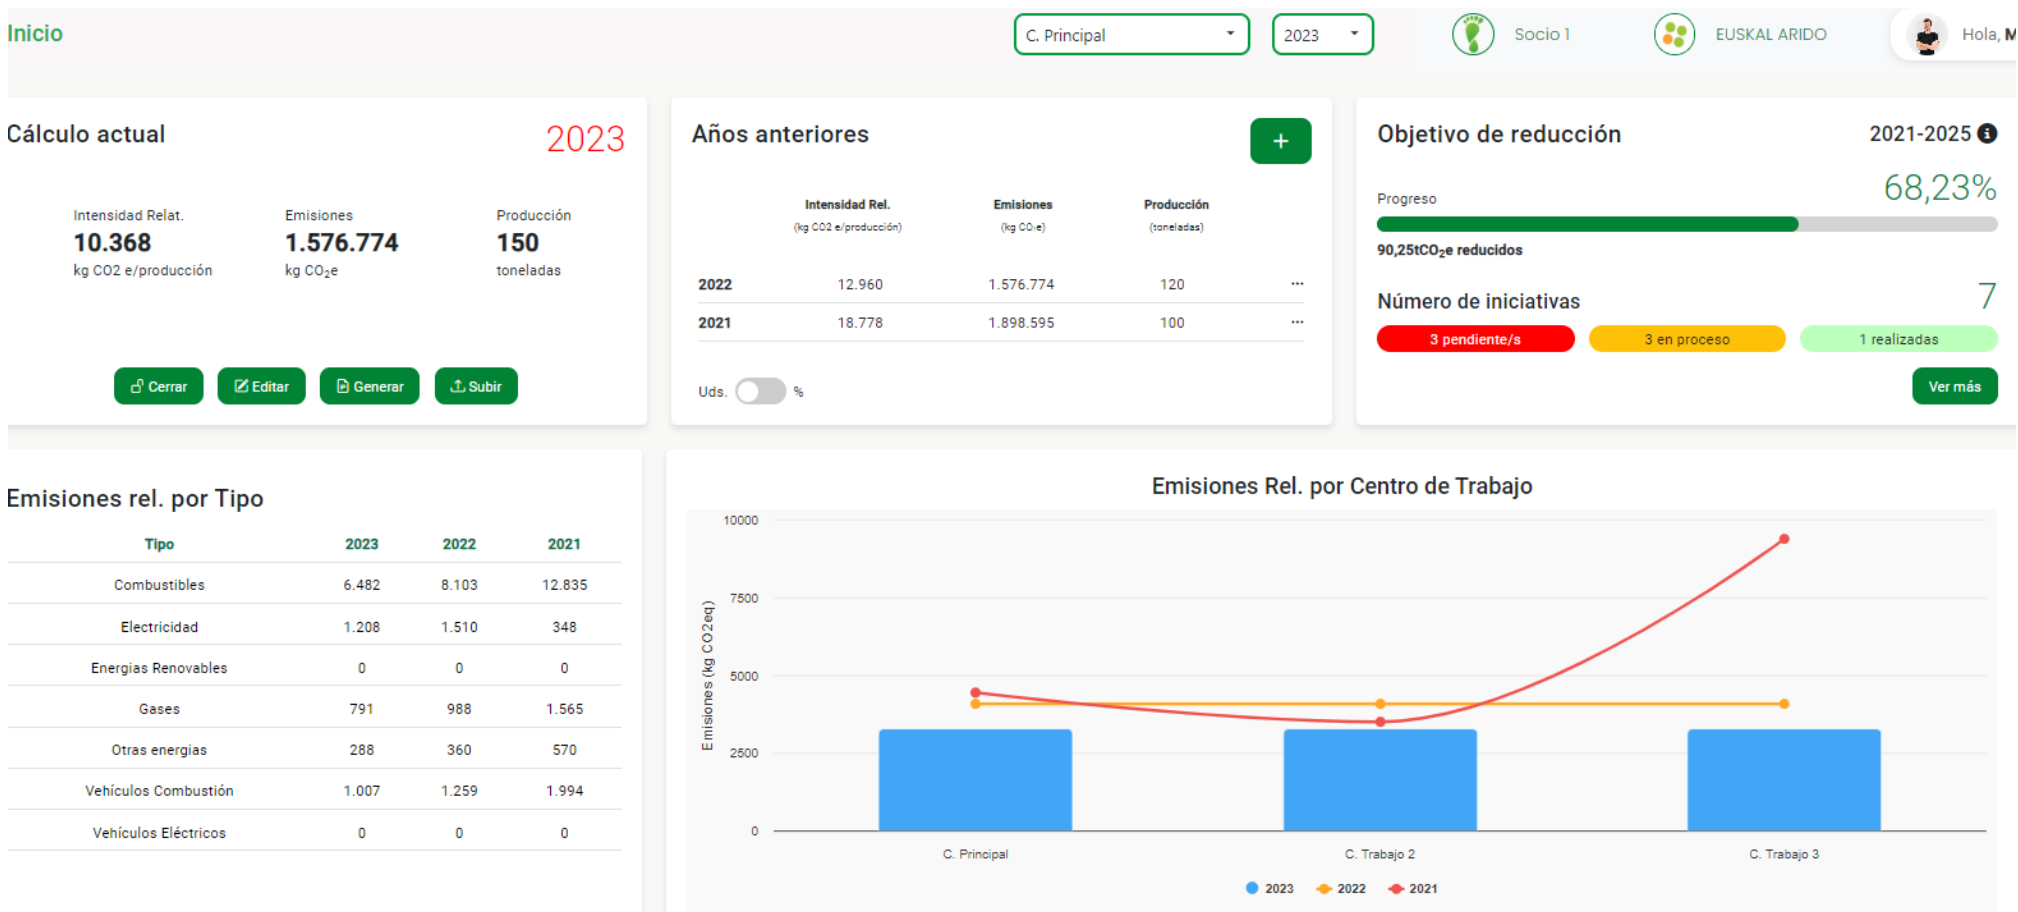 Inicio
C. Principal
2023
Socio 1
EUSKAL ARIDO
Hola, M
Cálculo actual
2023
Intensidad Relat.
10.368
kg CO2 e/producción
Emisiones
1.576.774
kg CO₂e
Producción
150
toneladas
Cerrar
Editar
Generar
Subir
Años anteriores
+
Intensidad Rel. Emisiones Producción
(kg CO2 e/producción) (kg CO₂e) (toneladas)
2022 12.960 1.576.774 120 ...
2021 18.778 1.898.595 100 ...
Uds. %
Objetivo de reducción
2021-2025
68,23%
Progreso
90,25tCO₂e reducidos
Número de iniciativas 7
3 pendiente/s
3 en proceso
1 realizadas
Ver más
Emisiones rel. por Tipo
Tipo 2023 2022 2021
Combustibles 6.482 8.103 12.835
Electricidad 1.208 1.510 348
Energias Renovables 0 0 0
Gases 791 988 1.565
Otras energias 288 360 570
Vehículos Combustión 1.007 1.259 1.994
Vehículos Eléctricos 0 0 0
Emisiones Rel. por Centro de Trabajo
Emisiones (kg CO2eq)
10000
7500
5000
2500
0
C. Principal
C. Trabajo 2
C. Trabajo 3
2023 2022 2021